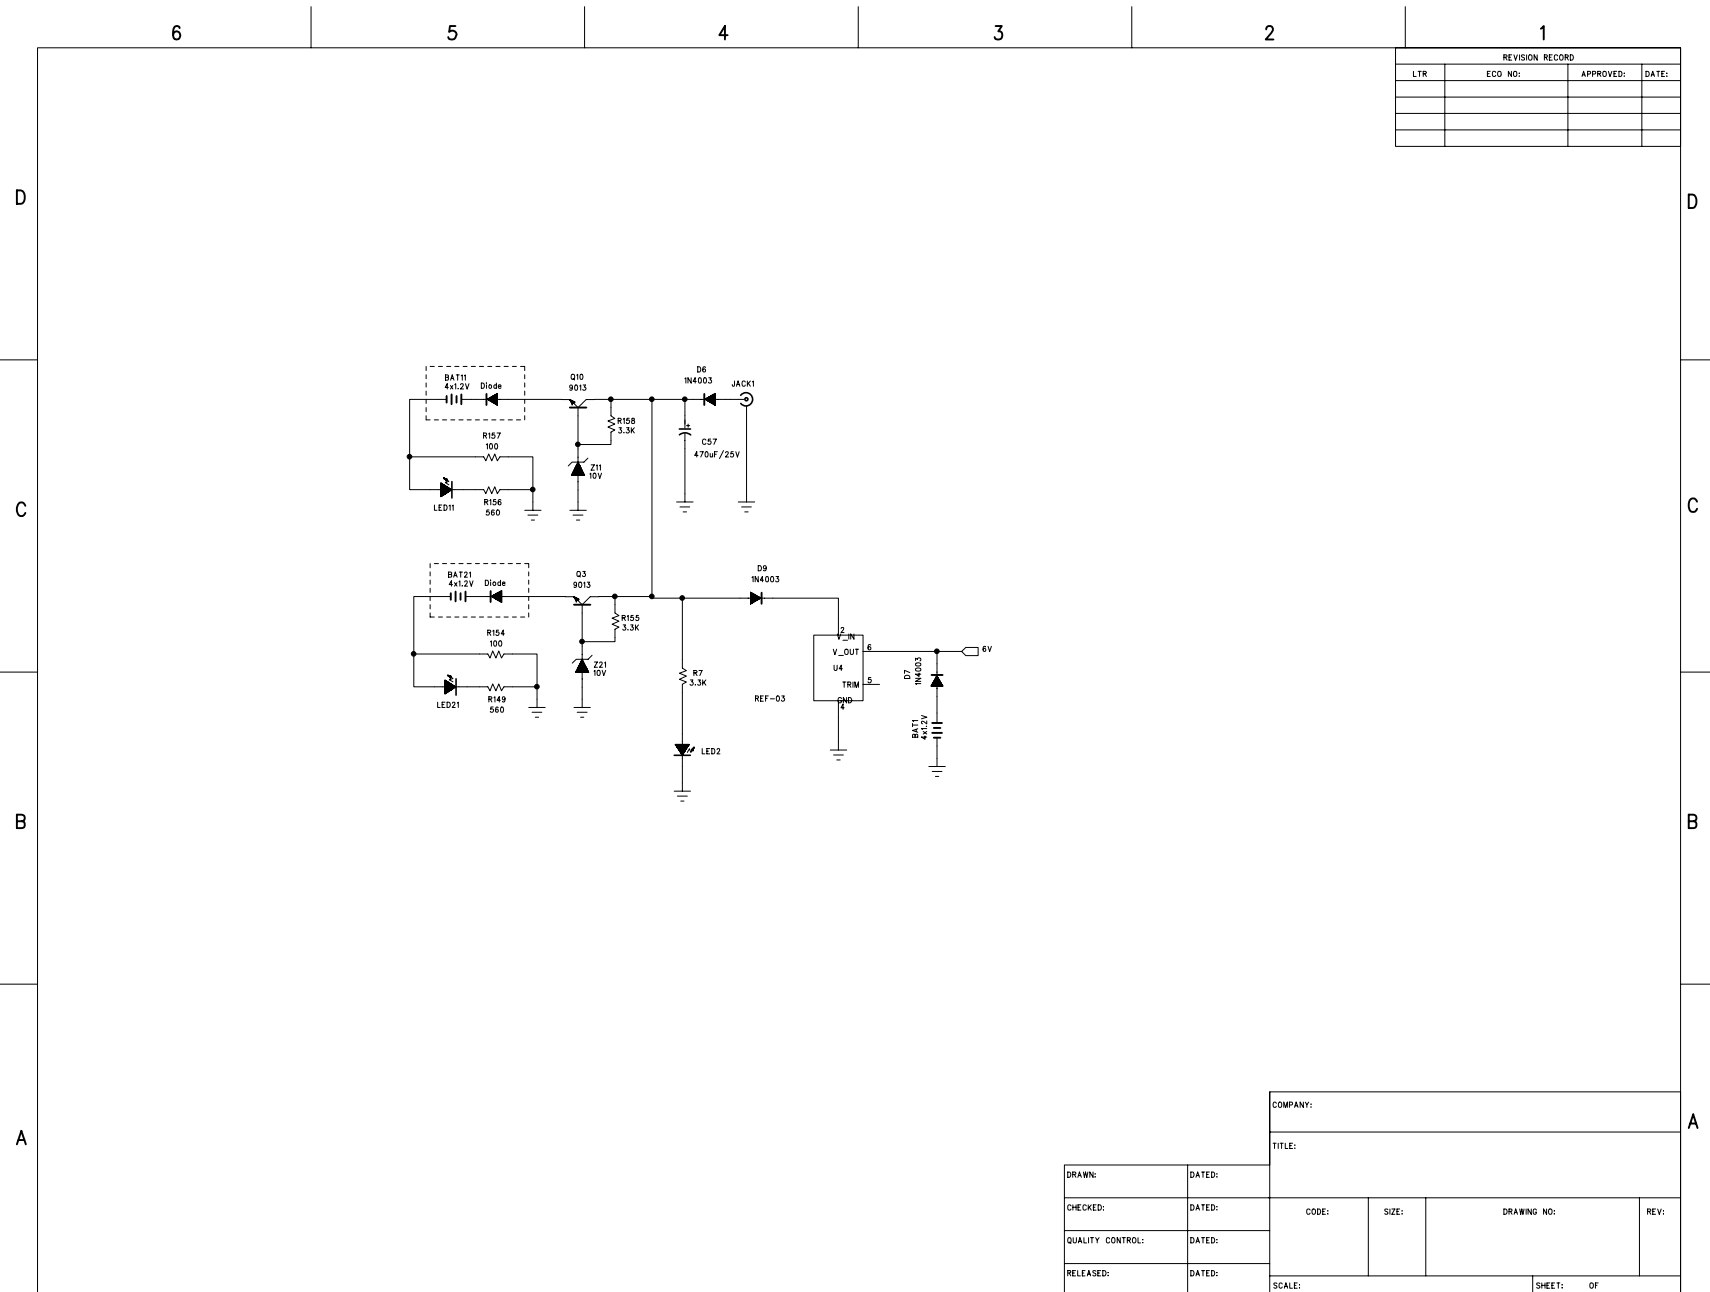 6 5 4 3 2 1
REVISION RECORD
LTR ECO NO: APPROVED: DATE:
D D
BAT11
4x1.2V
Diode
Q10
9013
D6
1N4003
JACK1
R158
3.3K
R157
100
C57
470uF/25V
+
Z11
10V
LED11
R156
560
C C
BAT21
4x1.2V
Diode
Q3
9013
D9
1N4003
R155
3.3K
R154
100
2
V_IN
V_OUT 6
6V
U4
Z21
10V
R7
3.3K
D7
1N4003
TRIM 5
REF-03
GND
4
LED21
R149
560
BAT1
4x1.2V
LED2
B B
A A
COMPANY:
TITLE:
DRAWN: DATED:
CHECKED: DATED:
CODE: SIZE: DRAWING NO: REV:
QUALITY CONTROL: DATED:
RELEASED: DATED:
SCALE: SHEET: OF